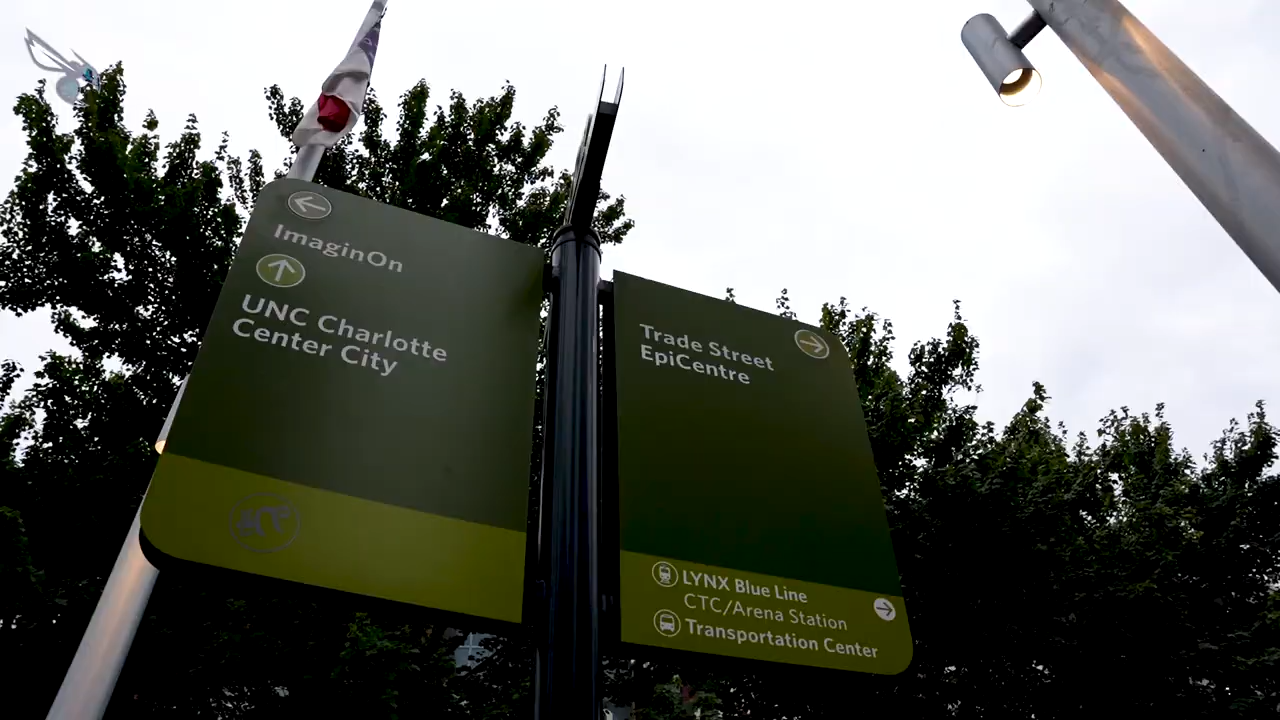 ImaginOn
UNC Charlotte
Center City
Trade Street
EpiCentre
LYNX Blue Line
CTC/Arena Station
Transportation Center